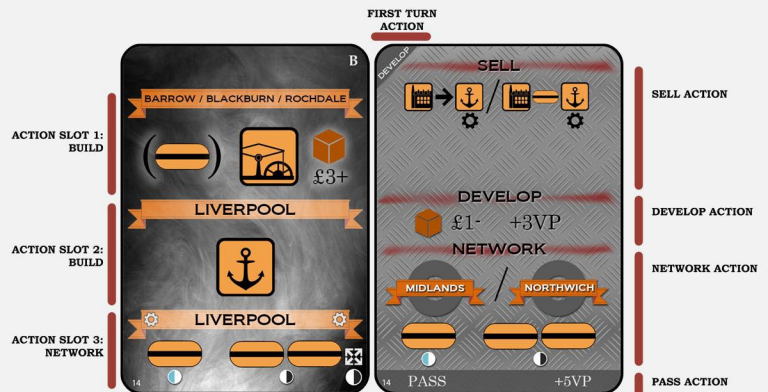 FIRST TURN
ACTION
ACTION SLOT 1:
BUILD
ACTION SLOT 2:
BUILD
ACTION SLOT 3:
NETWORK
B
BARROW / BLACKBURN / ROCHDALE
( )
£3+
LIVERPOOL
LIVERPOOL
14
DEVELOP
SELL
/
DEVELOP
£1- +3VP
NETWORK
MIDLANDS / NORTHWICH
14 PASS +5VP
SELL ACTION
DEVELOP ACTION
NETWORK ACTION
PASS ACTION